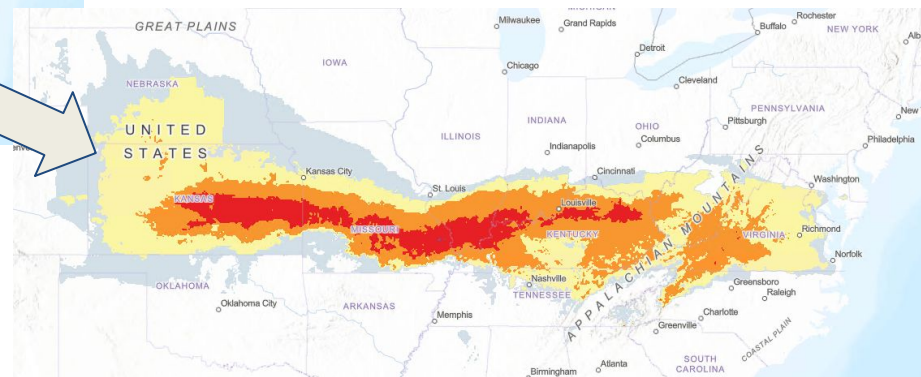 GREAT PLAINS
Milwaukee
Grand Rapids
Buffalo
Rochester
NEW YORK
Detroit
IOWA
Chicago
Cleveland
NEBRASKA
PENNSYLVANIA
New
UNITED
STATES
ILLINOIS
INDIANA
OHIO
Columbus
Pittsburgh
Philadelphia
Indianapolis
Kansas City
Cincinnati
Washington
St. Louis
KANSAS
Louisville
MISSOURI
KENTUCKY
APPALACHIAN MOUNTAINS
VIRGINIA
Richmond
Norfolk
Nashville
OKLAHOMA
TENNESSEE
Greensboro
Raleigh
Oklahoma City
ARKANSAS
Memphis
Charlotte
Greenville
COASTAL PLAIN
Birmingham
Atlanta
SOUTH
CAROLINA